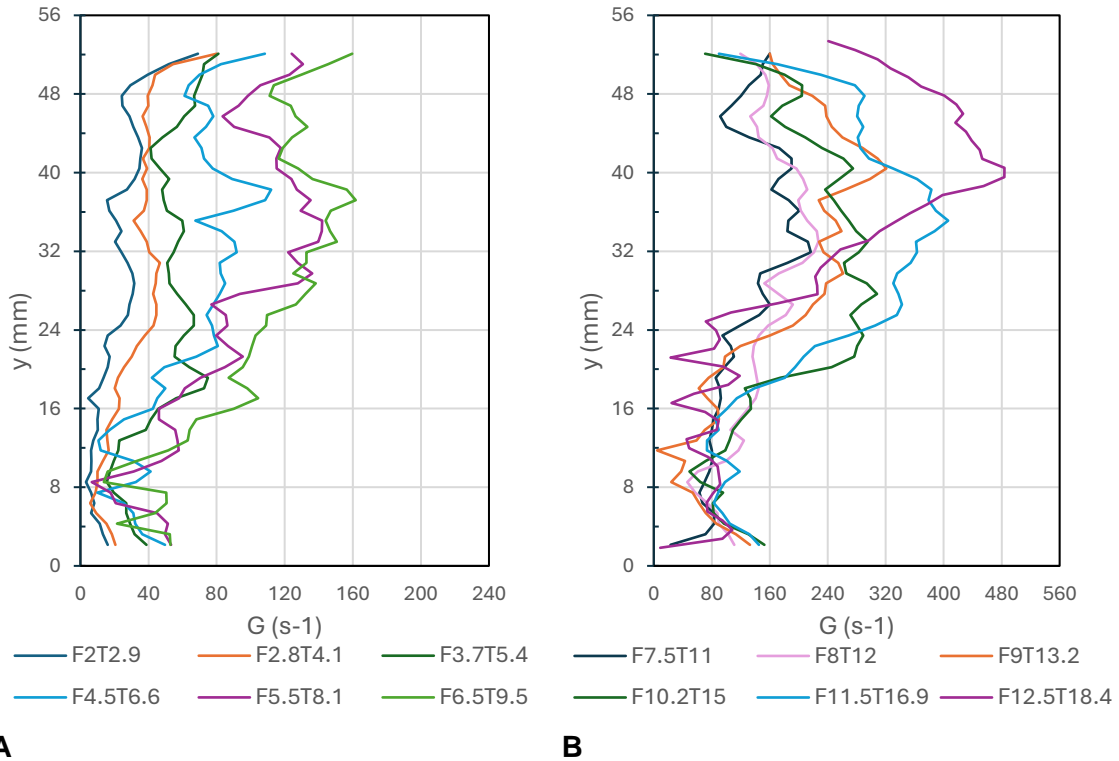 56
48
40
32
24
16
8
0
y (mm)
0 40 80 120 160 200 240
G (s-1)
F2T2.9 F2.8T4.1 F3.7T5.4
F4.5T6.6 F5.5T8.1 F6.5T9.5
A
56
48
40
32
24
16
8
0
y (mm)
0 80 160 240 320 400 480 560
G (s-1)
F7.5T11 F8T12 F9T13.2
F10.2T15 F11.5T16.9 F12.5T18.4
B